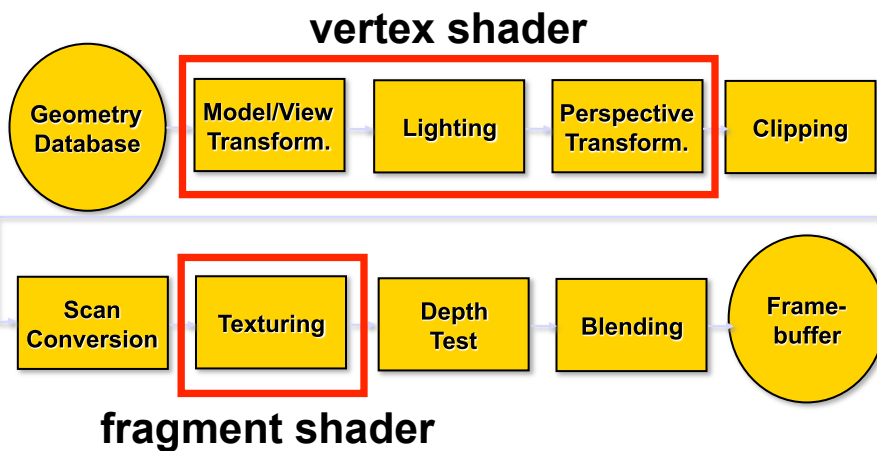 vertex shader
Geometry
Database
Model/View
Transform.
Lighting
Perspective
Transform.
Clipping
Scan
Conversion
Texturing
Depth
Test
Blending
Frame-
buffer
fragment shader